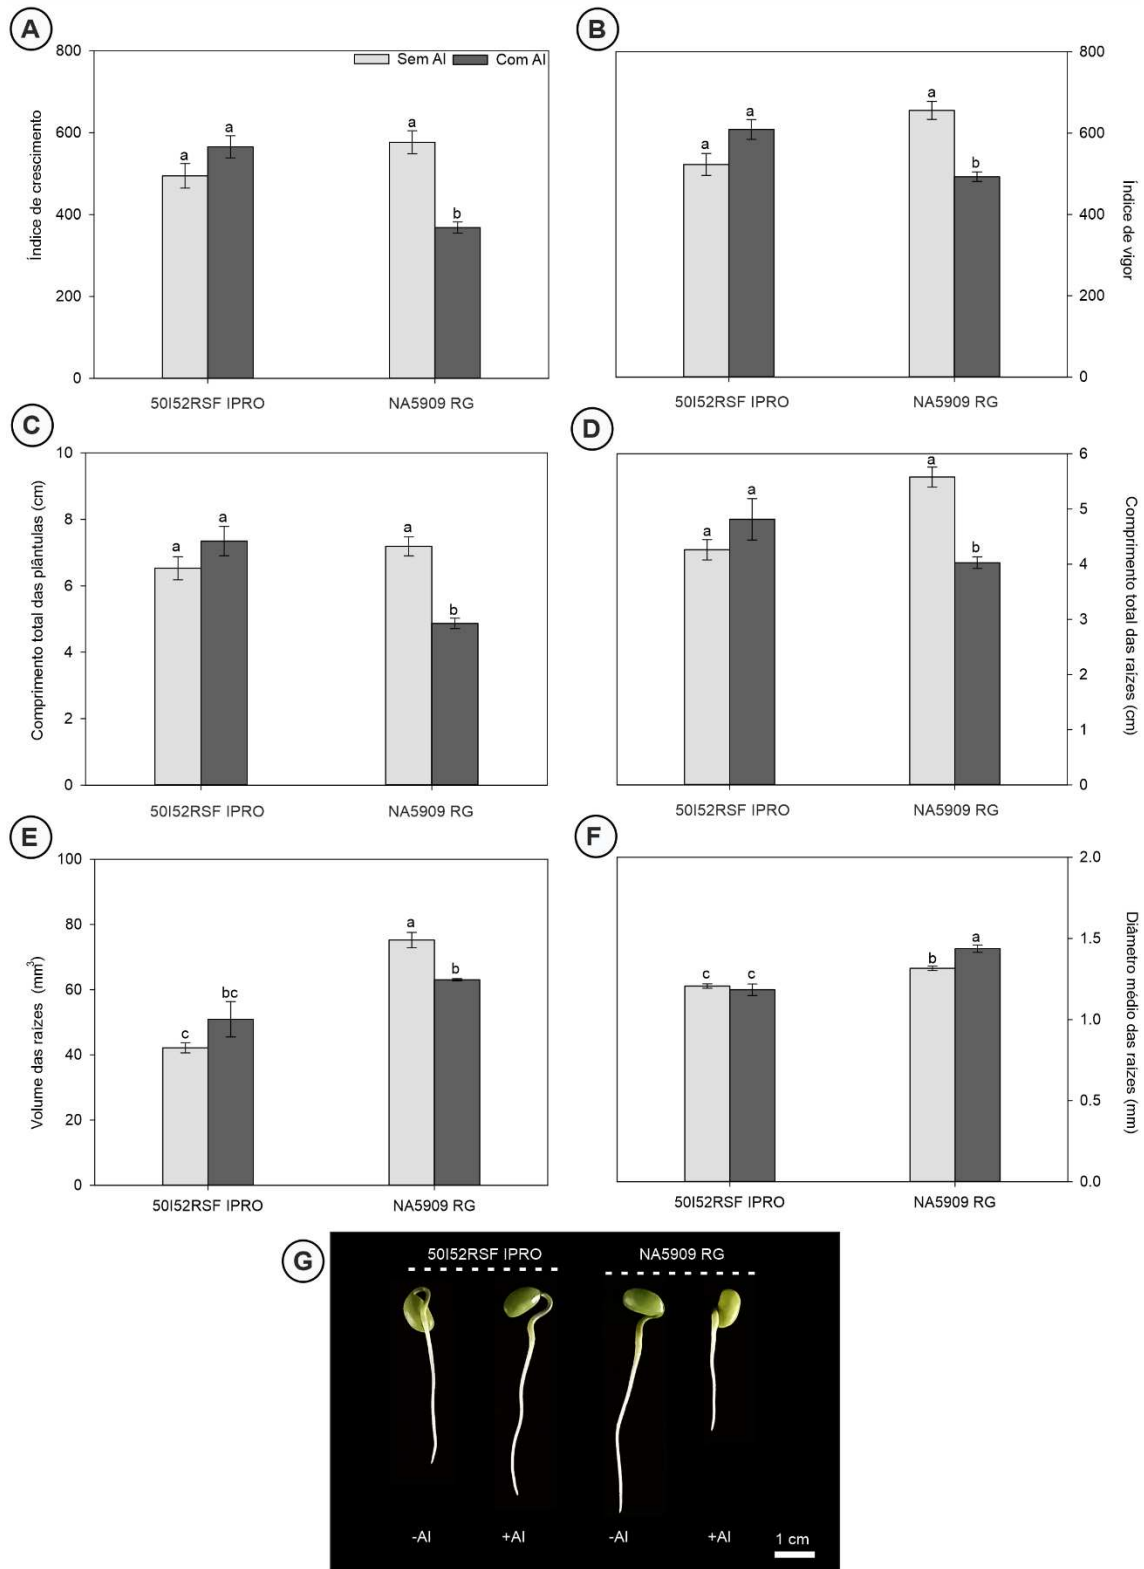 A
800
600
400
200
0
Índice de crescimento
Sem Al
Com Al
a
a
a
b
50I52RSF IPRO
NA5909 RG
B
800
600
400
200
0
Índice de vigor
a
a
a
b
50I52RSF IPRO
NA5909 RG
C
10
8
6
4
2
0
Comprimento total das plântulas (cm)
a
a
a
b
50I52RSF IPRO
NA5909 RG
D
6
5
4
3
2
1
0
Comprimento total das raízes (cm)
a
a
a
b
50I52RSF IPRO
NA5909 RG
E
100
80
60
40
20
0
Volume das raízes (mm³)
c
bc
a
b
50I52RSF IPRO
NA5909 RG
F
2.0
1.5
1.0
0.5
0.0
Diâmetro médio das raízes (mm)
c
c
b
a
50I52RSF IPRO
NA5909 RG
G
50I52RSF IPRO
NA5909 RG
-Al
+Al
-Al
+Al
1 cm